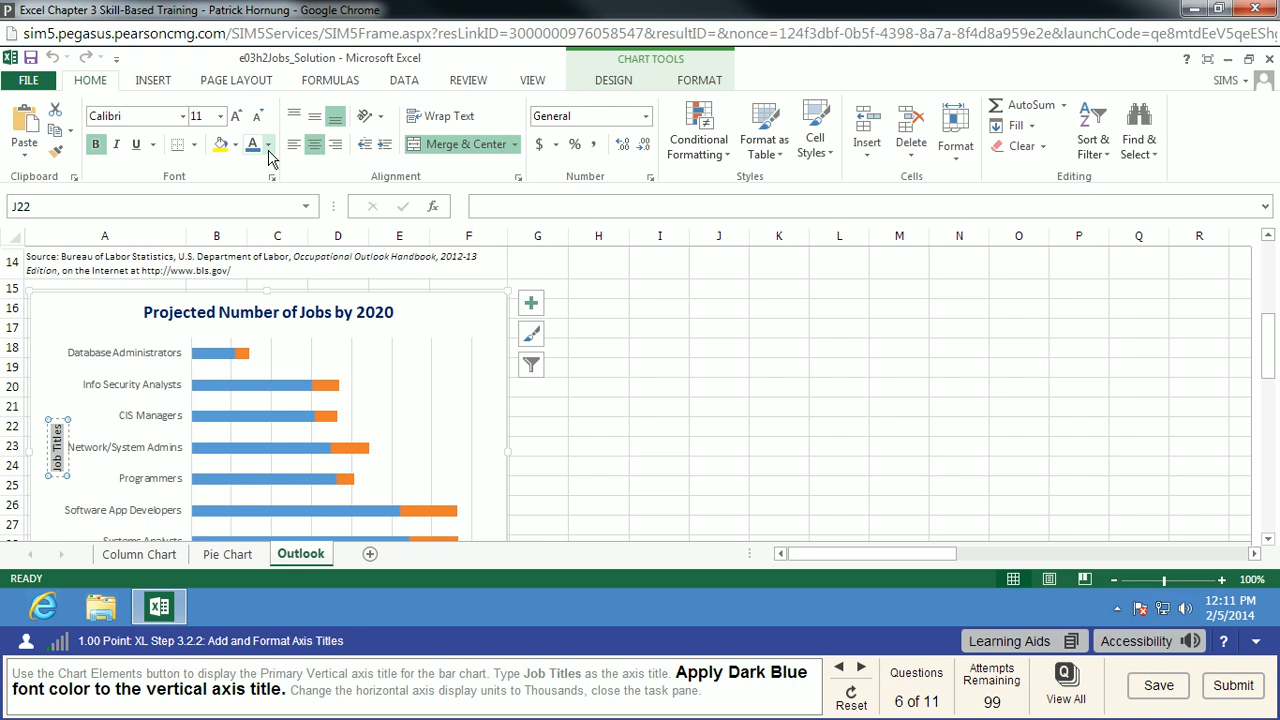 Excel Chapter 3 Skill-Based Training - Patrick Hornung - Google Chrome
sim5.pegasus.pearsoncmg.com/SIM5Services/SIM5Frame.aspx?resLinkID=3000000976058547&resultID=&nonce=124f3dbf-0b5f-4398-8a7a-8f4d8a959e2e&launchCode=qe8mtdEeV5qeEShg
e03h2Jobs_Solution - Microsoft Excel
CHART TOOLS
FILE HOME INSERT PAGE LAYOUT FORMULAS DATA REVIEW VIEW DESIGN FORMAT SIMS
Calibri 11 Wrap Text General AutoSum
Paste B I U A Merge & Center $ % , Conditional Formatting Format as Table Cell Styles Insert Delete Format Fill Clear Sort & Filter Find & Select
Clipboard Font Alignment Number Styles Cells Editing
J22 fx
A B C D E F G H I J K L M N O P Q R
14 Source: Bureau of Labor Statistics, U.S. Department of Labor, Occupational Outlook Handbook, 2012-13
Edition, on the Internet at http://www.bls.gov/
15
16 Projected Number of Jobs by 2020
17
18 Database Administrators
19
20 Info Security Analysts
21 CIS Managers
22
23 Network/System Admins
Job Titles
24 Programmers
25
26 Software App Developers
27
Systems Analysts
Column Chart Pie Chart Outlook
READY 100%
12:11 PM
2/5/2014
1.00 Point: XL Step 3.2.2: Add and Format Axis Titles Learning Aids Accessibility ?
Use the Chart Elements button to display the Primary Vertical axis title for the bar chart. Type Job Titles as the axis title. Apply Dark Blue
font color to the vertical axis title. Change the horizontal axis display units to Thousands, close the task pane.
Reset
Questions
6 of 11
Attempts
Remaining
99
Q
View All
Save
Submit